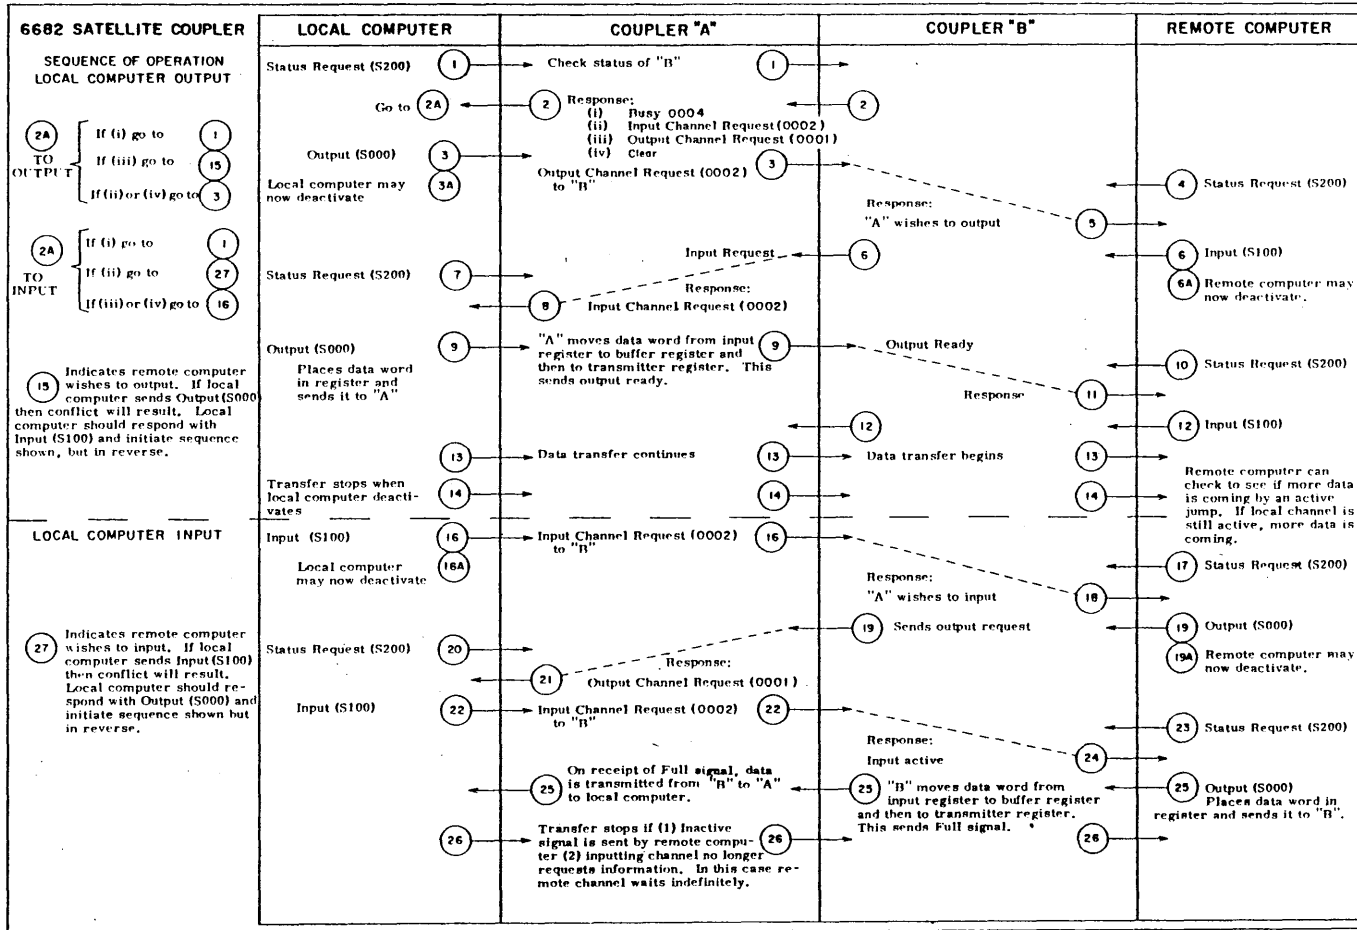 6682 SATELLITE COUPLER
SEQUENCE OF OPERATION
LOCAL COMPUTER OUTPUT
2A
TO
OUTPUT
If (i) go to 1
If (iii) go to 15
If (ii) or (iv) go to 3
2A
TO
INPUT
If (i) go to 1
If (ii) go to 27
If (iii) or (iv) go to 16
15 Indicates remote computer
wishes to output. If local
computer sends Output (S000)
then conflict will result. Local
computer should respond with
Input (S100) and initiate sequence
shown, but in reverse.
LOCAL COMPUTER INPUT
27 Indicates remote computer
wishes to input. If local
computer sends Input (S100)
then conflict will result.
Local computer should re-
spond with Output (S000) and
initiate sequence shown but
in reverse.
LOCAL COMPUTER
Status Request (S200) 1
Go to 2A
Output (S000) 3
Local computer may
now deactivate
3A
Status Request (S200) 7
Output (S000) 9
Places data word
in register and
sends it to "A"
13
Transfer stops when
local computer deacti-
vates
14
Input (S100) 16
Local computer
may now deactivate
16A
Status Request (S200) 20
Input (S100) 22
26
COUPLER "A"
Check status of "B" 1
2 Response:
(i) Busy 0004
(ii) Input Channel Request (0002)
(iii) Output Channel Request (0001)
(iv) Clear
3
Output Channel Request (0002)
to "B"
Input Request
Response:
8 Input Channel Request (0002)
"A" moves data word from input
register to buffer register and
then to transmitter register. This
sends output ready.
9
Data transfer continues 13
14
Input Channel Request (0002)
to "B"
16
Response:
21 Output Channel Request (0001)
Input Channel Request (0002)
to "B"
22
25 On receipt of Full signal, data
is transmitted from "B" to "A"
to local computer.
Transfer stops if (1) Inactive
signal is sent by remote compu-
ter (2) inputting channel no longer
requests information. In this case re-
mote channel waits indefinitely.
26
COUPLER "B"
2
Response:
"A" wishes to output 5
6
Output Ready
Response 11
12
Data transfer begins 13
14
Response:
"A" wishes to input 18
19 Sends output request
Response:
Input active 24
25 "B" moves data word from
input register to buffer register
and then to transmitter register.
This sends Full signal.
26
REMOTE COMPUTER
4 Status Request (S200)
6 Input (S100)
6A Remote computer may
now deactivate.
10 Status Request (S200)
12 Input (S100)
Remote computer can
check to see if more data
is coming by an active
jump. If local channel is
still active, more data is
coming.
17 Status Request (S200)
19 Output (S000)
19A Remote computer may
now deactivate.
23 Status Request (S200)
25 Output (S000)
Places data word in
register and sends it to "B".